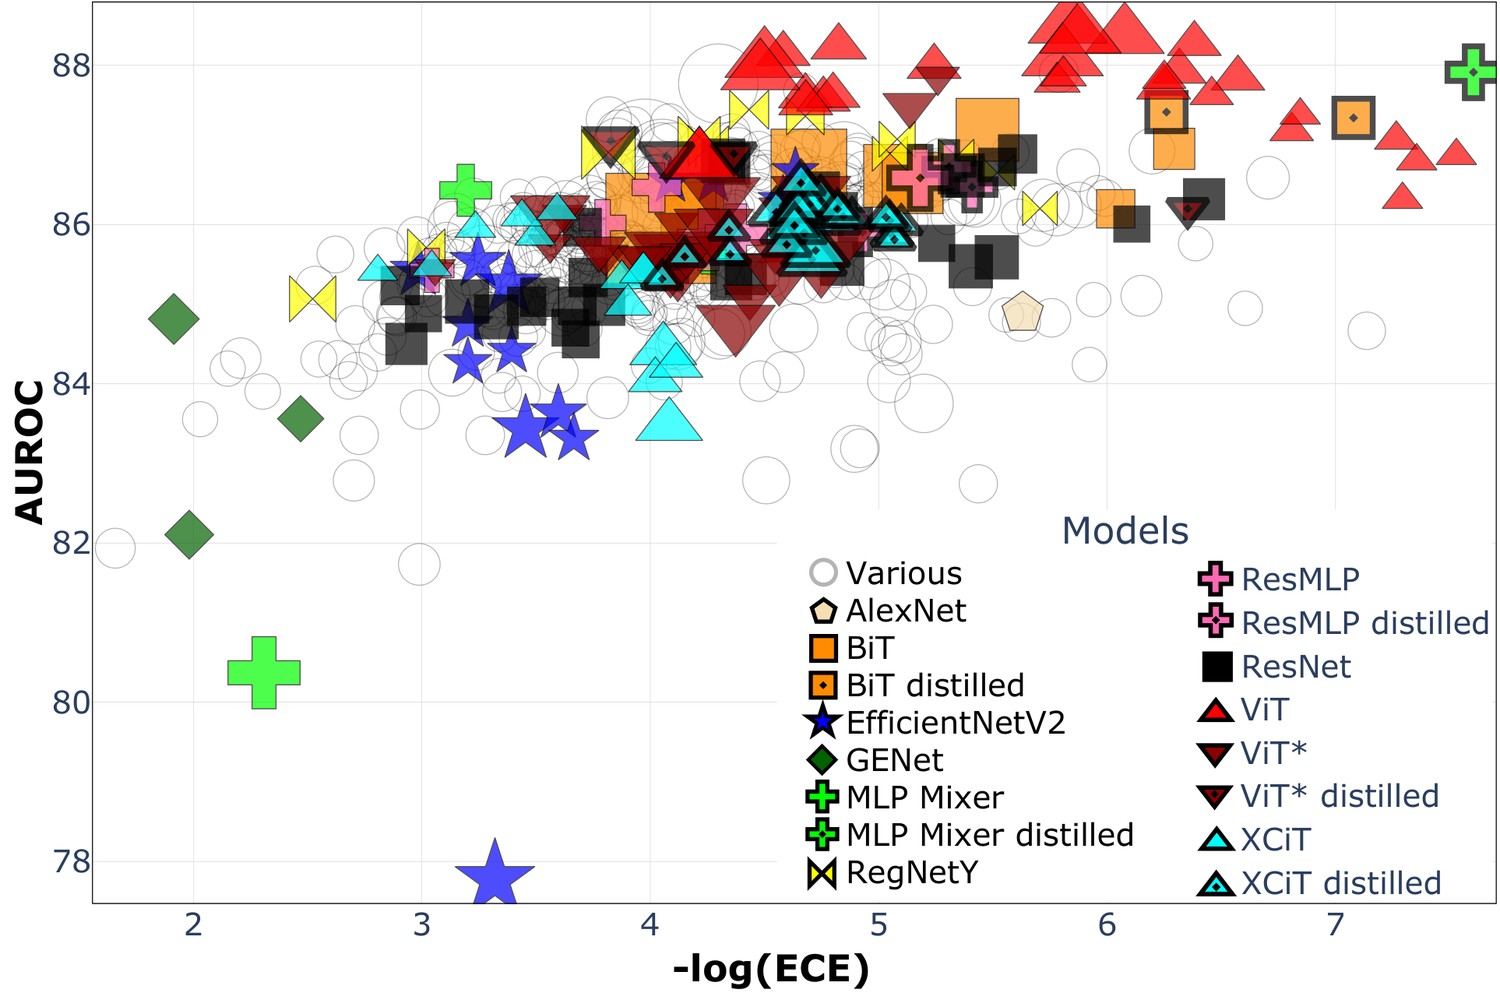 88
86
84
82
80
78
AUROC
2
3
4
5
6
7
-log(ECE)
Models
Various
AlexNet
BiT
BiT distilled
EfficientNetV2
GENet
MLP Mixer
MLP Mixer distilled
RegNetY
ResMLP
ResMLP distilled
ResNet
ViT
ViT*
ViT* distilled
XCiT
XCiT distilled